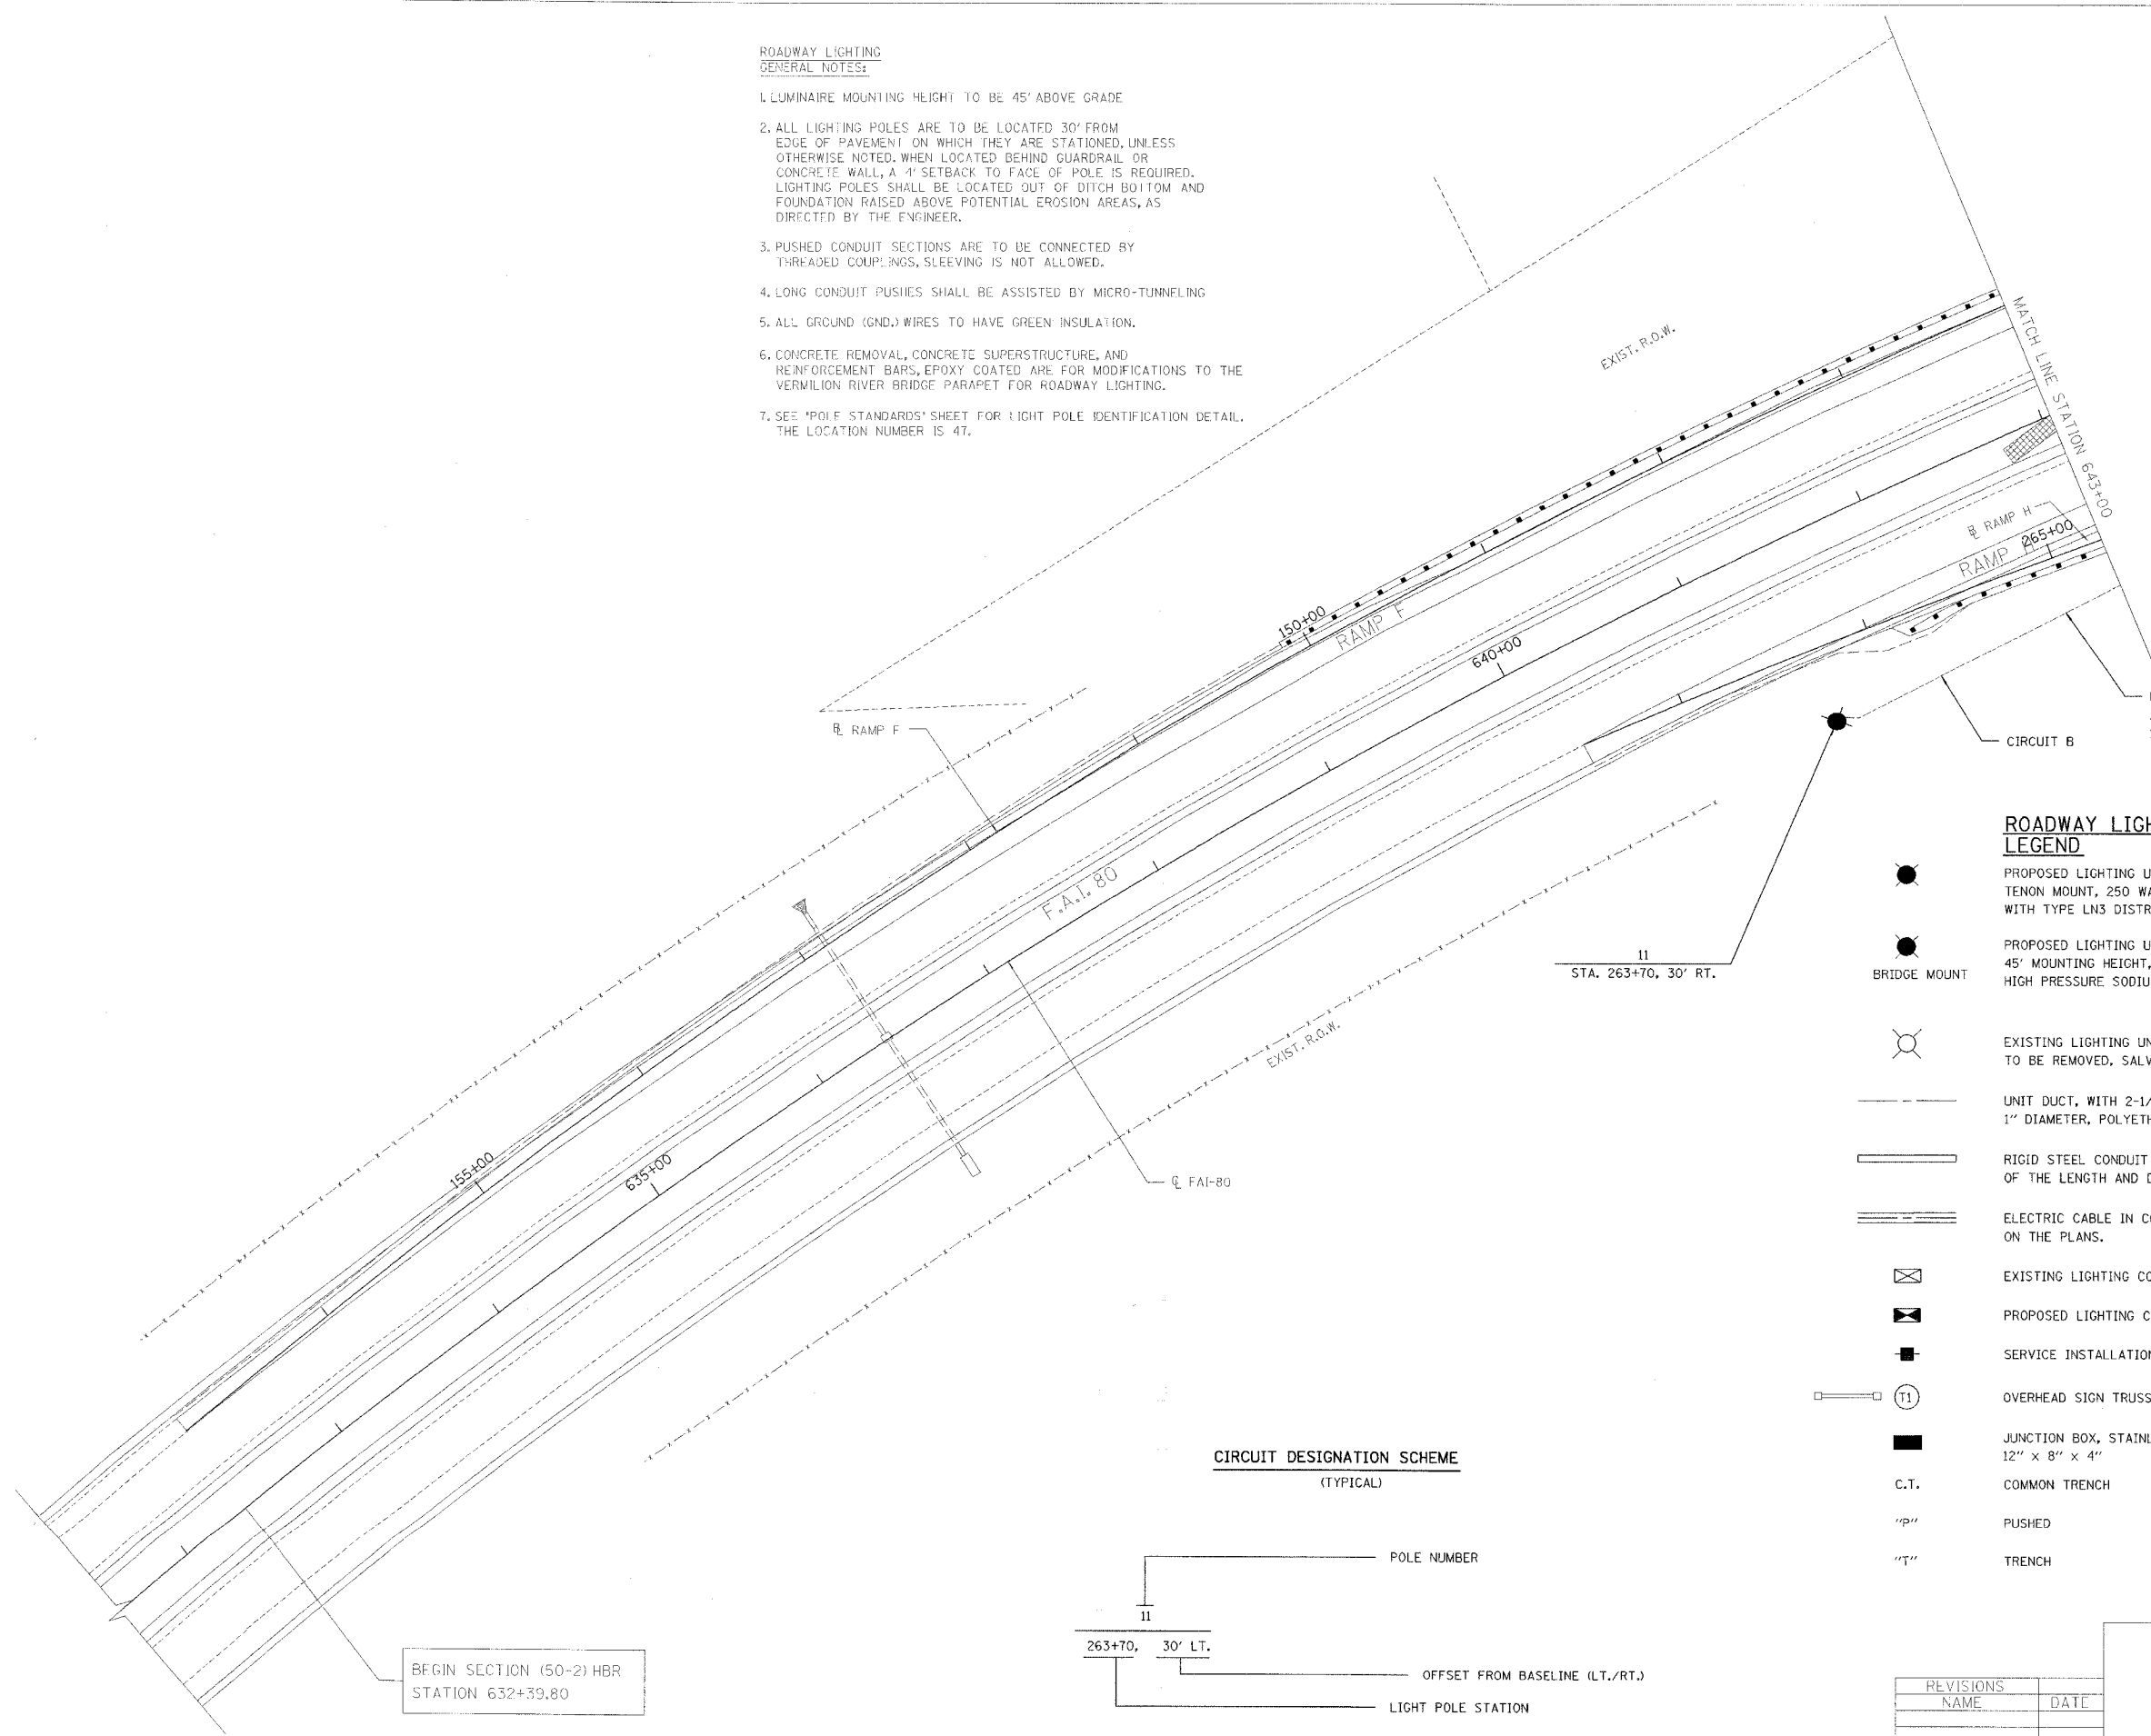 ROADWAY LIGHTING
GENERAL NOTES:
1. LUMINAIRE MOUNTING HEIGHT TO BE 45' ABOVE GRADE
2. ALL LIGHTING POLES ARE TO BE LOCATED 30' FROM
EDGE OF PAVEMENT ON WHICH THEY ARE STATIONED, UNLESS
OTHERWISE NOTED. WHEN LOCATED BEHIND GUARDRAIL OR
CONCRETE WALL, A 4' SETBACK TO FACE OF POLE IS REQUIRED.
LIGHTING POLES SHALL BE LOCATED OUT OF DITCH BOTTOM AND
FOUNDATION RAISED ABOVE POTENTIAL EROSION AREAS, AS
DIRECTED BY THE ENGINEER.
3. PUSHED CONDUIT SECTIONS ARE TO BE CONNECTED BY
THREADED COUPLINGS, SLEEVING IS NOT ALLOWED.
4. LONG CONDUIT PUSHES SHALL BE ASSISTED BY MICRO-TUNNELING
5. ALL GROUND (GND.) WIRES TO HAVE GREEN INSULATION.
6. CONCRETE REMOVAL, CONCRETE SUPERSTRUCTURE, AND
REINFORCEMENT BARS, EPOXY COATED ARE FOR MODIFICATIONS TO THE
VERMILION RIVER BRIDGE PARAPET FOR ROADWAY LIGHTING.
7. SEE "POLE STANDARDS" SHEET FOR LIGHT POLE IDENTIFICATION DETAIL.
THE LOCATION NUMBER IS 47.
EXIST. R.O.W.
MATCH LINE STATION 643+00
℄ RAMP H
265+00
RAMP H
150+00
RAMP F
640+00
℄ RAMP F
CIRCUIT B
F.A.I. 80
11
STA. 263+70, 30' RT.
EXIST. R.O.W.
155+00
635+00
℄ FAI-80
ROADWAY LIGH
LEGEND
PROPOSED LIGHTING U
TENON MOUNT, 250 WA
WITH TYPE LN3 DISTR
PROPOSED LIGHTING U
45' MOUNTING HEIGHT,
HIGH PRESSURE SODIU
BRIDGE MOUNT
EXISTING LIGHTING UN
TO BE REMOVED, SALV
UNIT DUCT, WITH 2-1/
1" DIAMETER, POLYETH
RIGID STEEL CONDUIT
OF THE LENGTH AND D
ELECTRIC CABLE IN CO
ON THE PLANS.
EXISTING LIGHTING CO
PROPOSED LIGHTING C
SERVICE INSTALLATION
T1
OVERHEAD SIGN TRUSS
JUNCTION BOX, STAINL
12" x 8" x 4"
C.T. COMMON TRENCH
"P" PUSHED
"T" TRENCH
CIRCUIT DESIGNATION SCHEME
(TYPICAL)
POLE NUMBER
11
263+70, 30' LT.
OFFSET FROM BASELINE (LT./RT.)
LIGHT POLE STATION
BEGIN SECTION (50-2) HBR
STATION 632+39.80
REVISIONS
NAME DATE